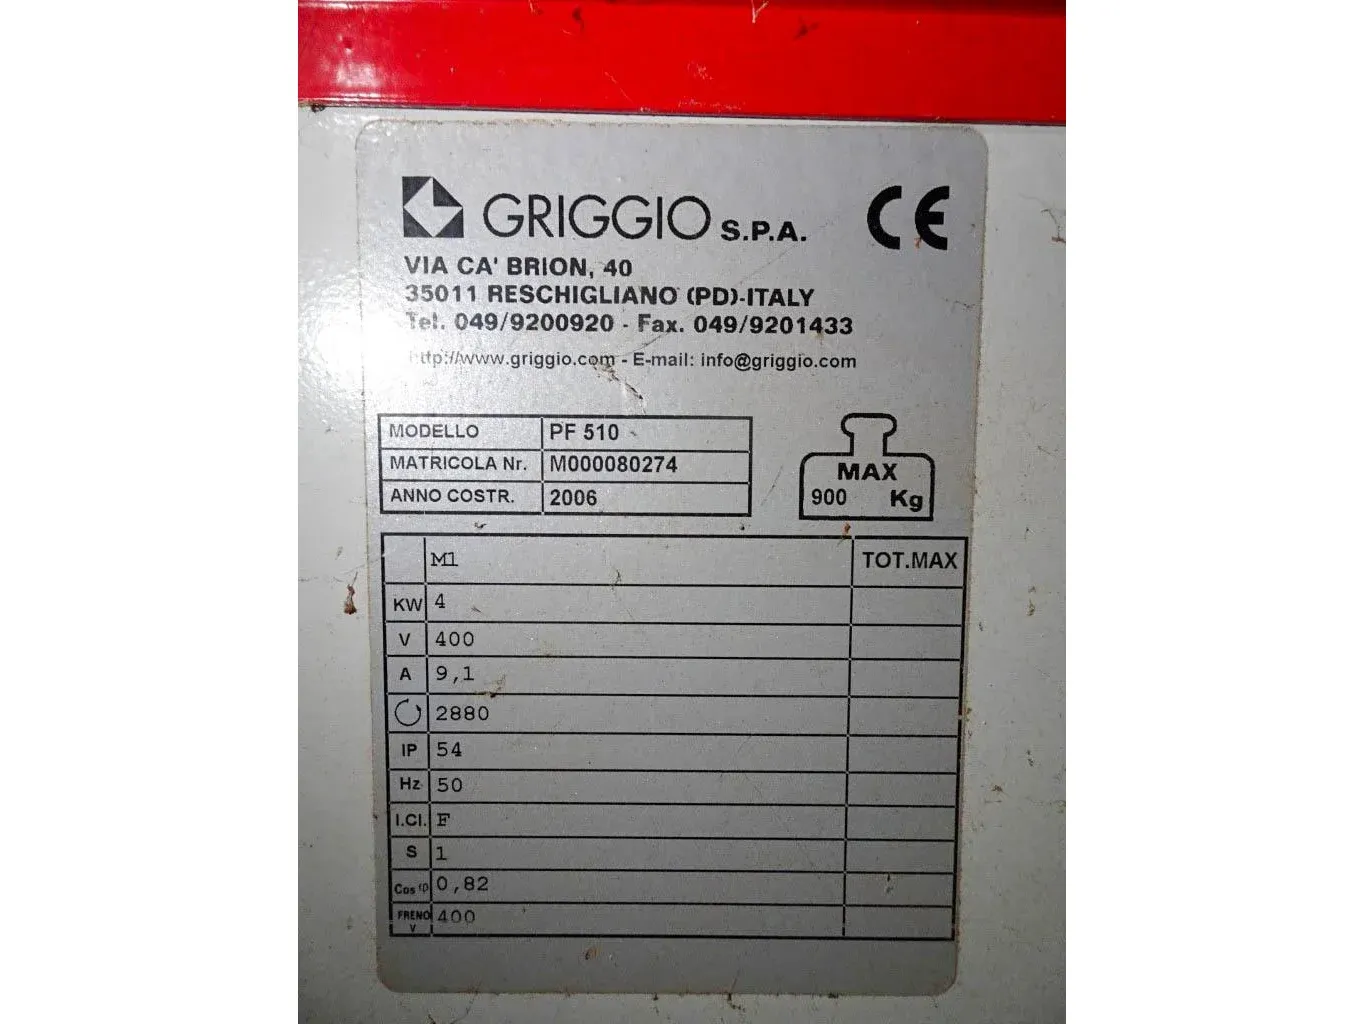 GRIGGIO S.P.A. CE
VIA CA' BRION, 40
35011 RESCHIGLIANO (PD)-ITALY
Tel. 049/9200920 - Fax. 049/9201433
http://www.griggio.com - E-mail: info@griggio.com
MODELLO PF 510
MATRICOLA Nr. M000080274
ANNO COSTR. 2006
MAX
900 Kg
M1 TOT.MAX
KW 4
V 400
A 9,1
2880
IP 54
Hz 50
I.Cl. F
S 1
Cos φ 0,82
FRENO V 400